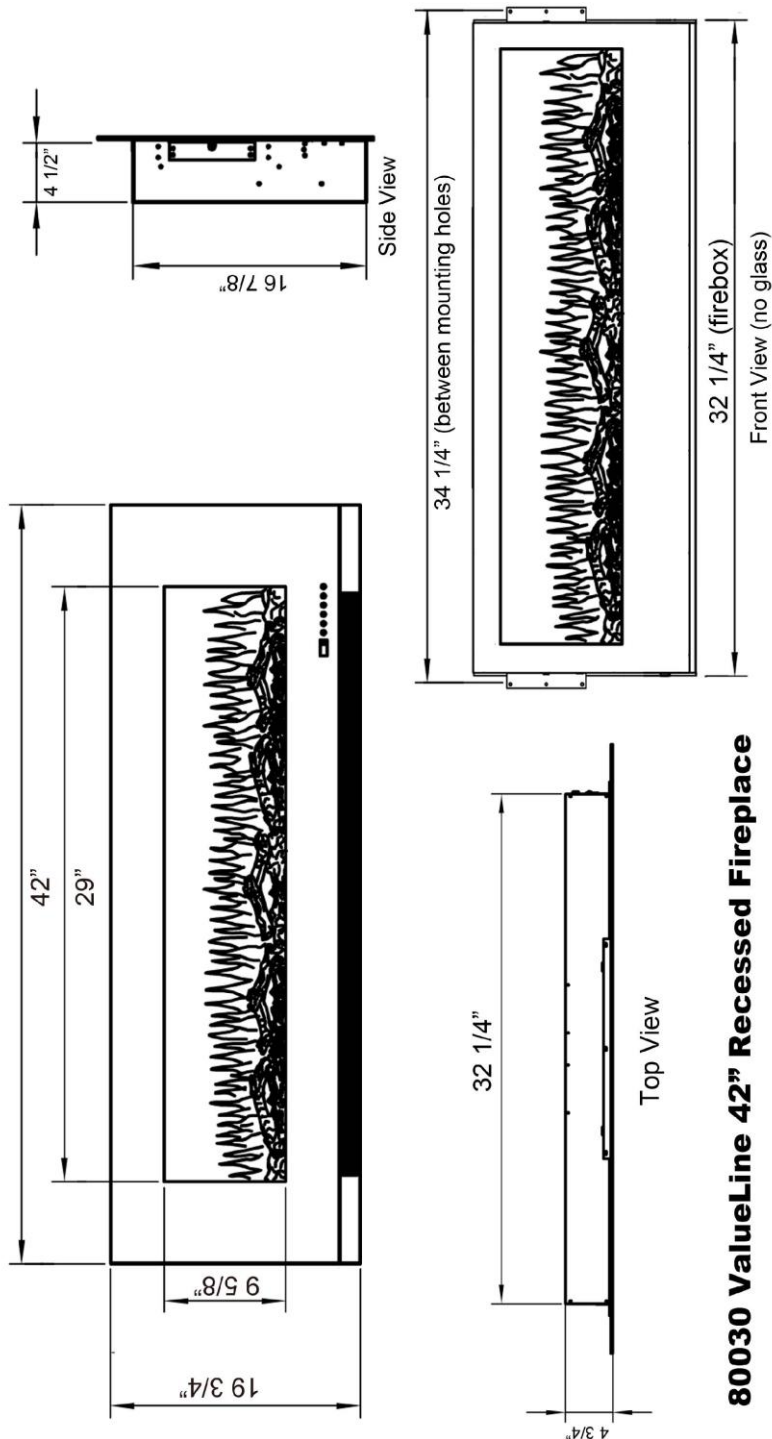 42”
29”
9 5/8”
19 3/4”
4 1/2”
16 7/8”
Side View
32 1/4”
4 3/4”
Top View
34 1/4” (between mounting holes)
32 1/4” (firebox)
Front View (no glass)
80030 ValueLine 42” Recessed Fireplace